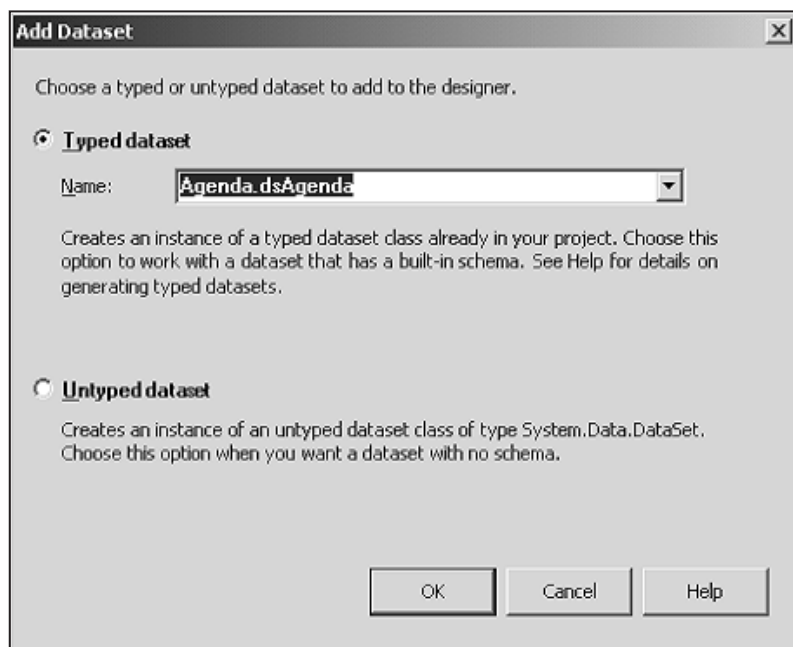 Add Dataset
Choose a typed or untyped dataset to add to the designer.
Typed dataset
Name: Agenda.dsAgenda
Creates an instance of a typed dataset class already in your project. Choose this
option to work with a dataset that has a built-in schema. See Help for details on
generating typed datasets.
Untyped dataset
Creates an instance of an untyped dataset class of type System.Data.DataSet.
Choose this option when you want a dataset with no schema.
OK Cancel Help